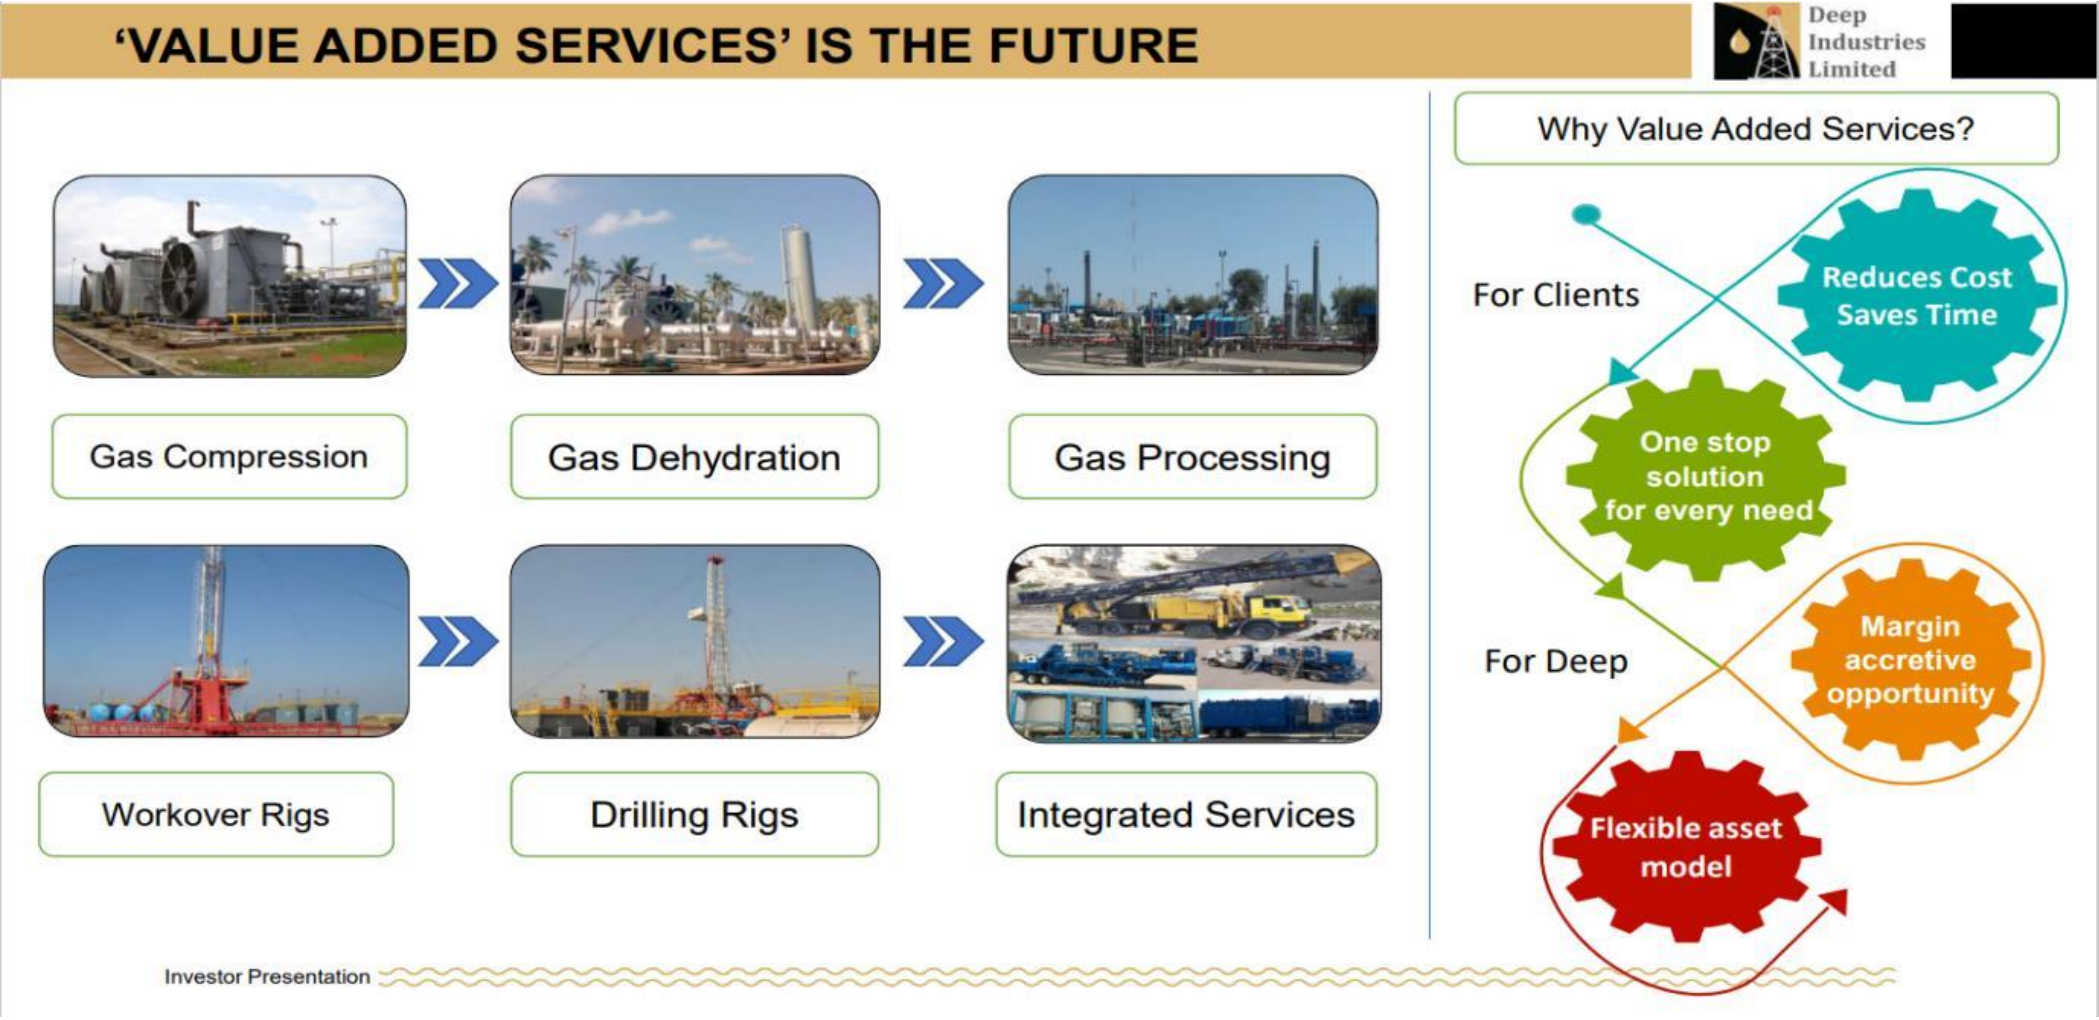 ‘VALUE ADDED SERVICES’ IS THE FUTURE
Deep
Industries
Limited
Gas Compression
Gas Dehydration
Gas Processing
Workover Rigs
Drilling Rigs
Integrated Services
Why Value Added Services?
For Clients
Reduces Cost
Saves Time
One stop
solution
for every need
For Deep
Margin
accretive
opportunity
Flexible asset
model
Investor Presentation